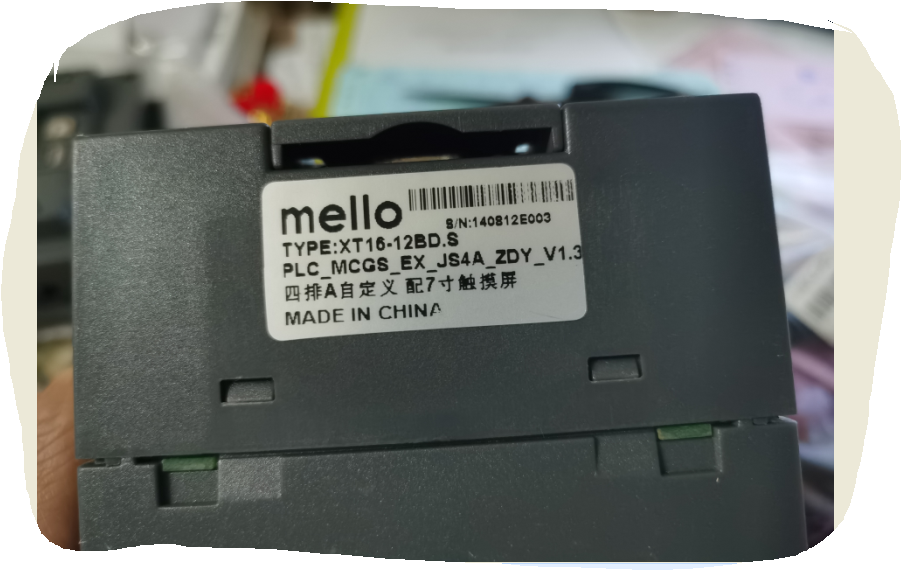 mello
S/N:140812E003
TYPE:XT16-12BD.S
PLC_MCGS_EX_JS4A_ZDY_V1.3
四排A自定义 配7寸触摸屏
MADE IN CHINA